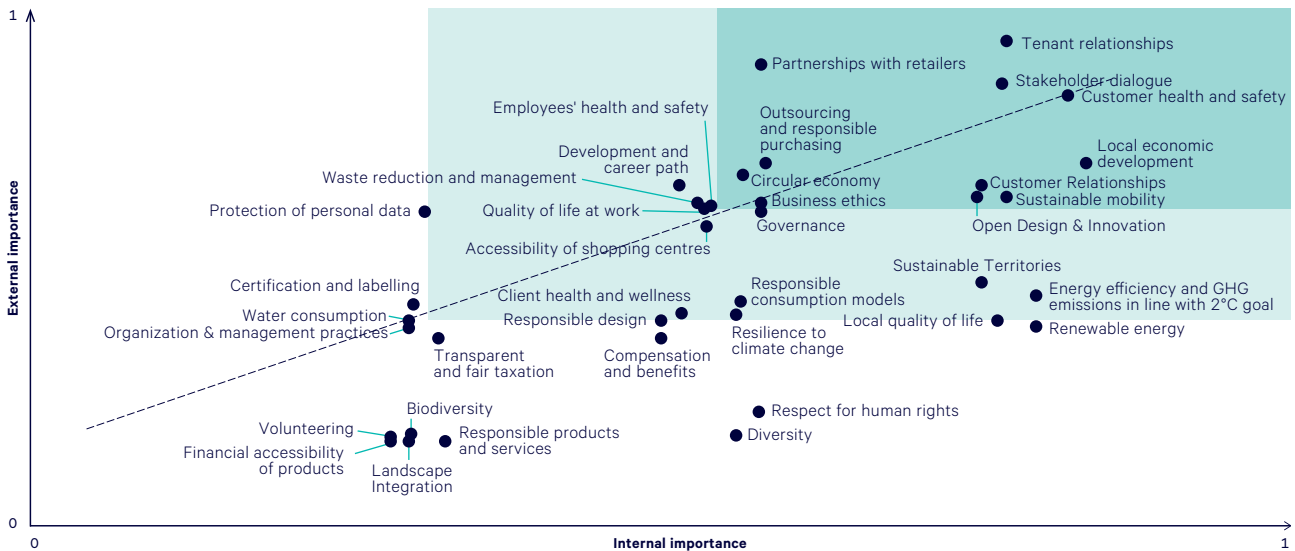 1
Tenant relationships
Partnerships with retailers
Stakeholder dialogue
Customer health and safety
Employees' health and safety
Outsourcing
and responsible
purchasing
Development and
career path
Local economic
development
Waste reduction and management
Circular economy
Customer Relationships
Protection of personal data
Quality of life at work
Business ethics
Sustainable mobility
Governance
Open Design & Innovation
Accessibility of shopping centres
Sustainable Territories
Certification and labelling
Client health and wellness
Responsible
consumption models
Energy efficiency and GHG
emissions in line with 2°C goal
Water consumption
Responsible design
Local quality of life
Organization & management practices
Resilience to
climate change
Renewable energy
Transparent
and fair taxation
Compensation
and benefits
Biodiversity
Respect for human rights
Volunteering
Responsible products
and services
Diversity
Financial accessibility
of products
Landscape
Integration
External importance
0
0
Internal importance
1